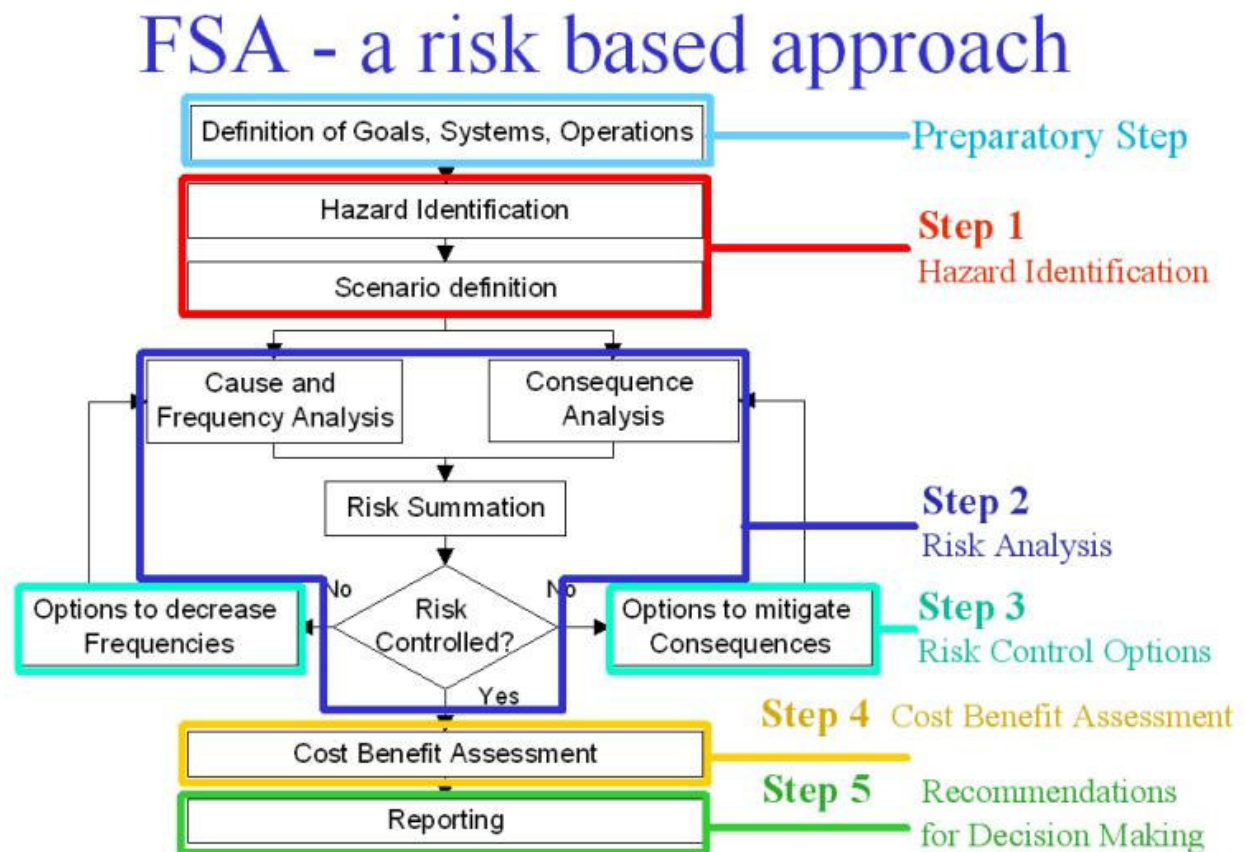 FSA - a risk based approach
Definition of Goals, Systems, Operations
Preparatory Step
Hazard Identification
Scenario definition
Step 1
Hazard Identification
Cause and
Frequency Analysis
Consequence
Analysis
Risk Summation
Step 2
Risk Analysis
No
No
Options to decrease
Frequencies
Risk
Controlled?
Options to mitigate
Consequences
Step 3
Risk Control Options
Yes
Step 4 Cost Benefit Assessment
Cost Benefit Assessment
Step 5 Recommendations
for Decision Making
Reporting